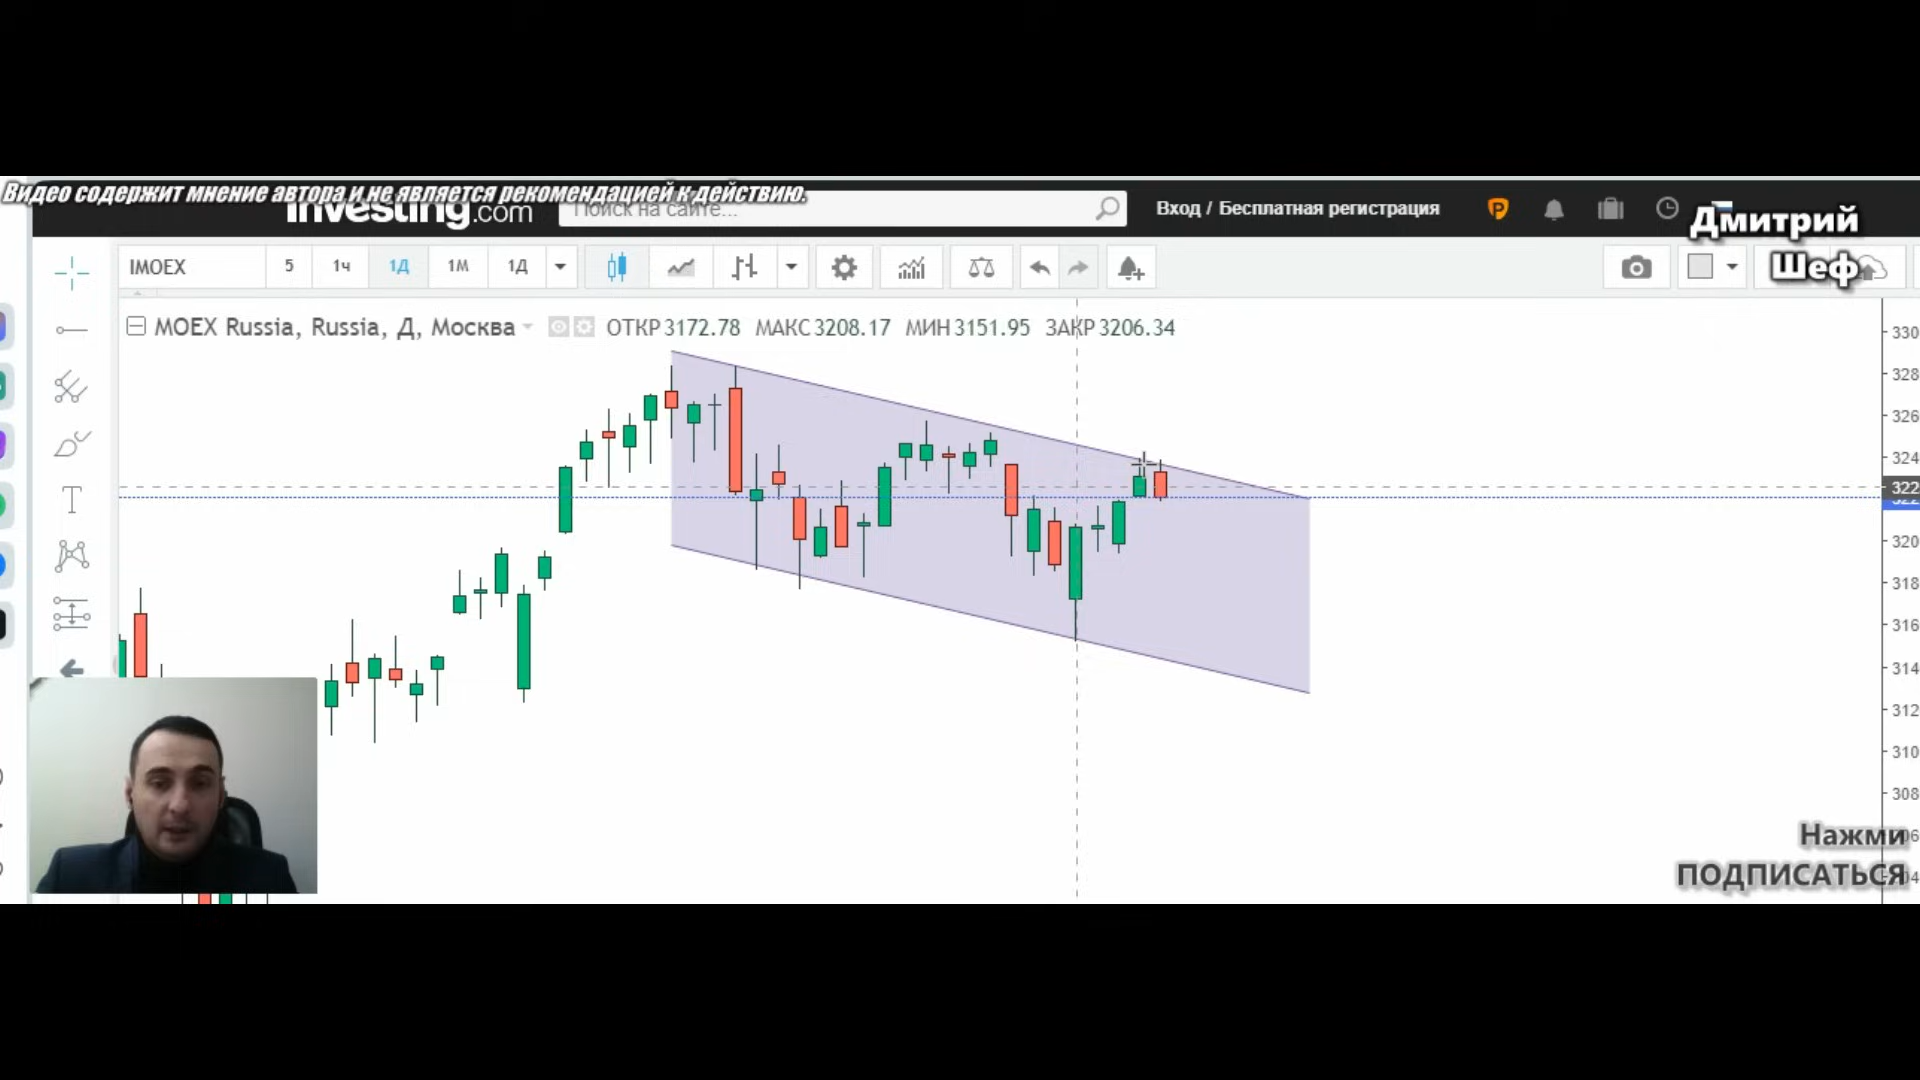 Видео содержит мнение автора и не является рекомендацией к действию.
Investing.com
Поиск на сайте...
Вход / Бесплатная регистрация
Дмитрий
Шеф
IMOEX
5
1ч
1Д
1М
1Д
MOEX Russia, Russia, Д, Москва
ОТКР 3172.78 МАКС 3208.17 МИН 3151.95 ЗАКР 3206.34
330
328
326
324
322
320
318
316
314
312
310
308
Нажми
ПОДПИСАТЬСЯ